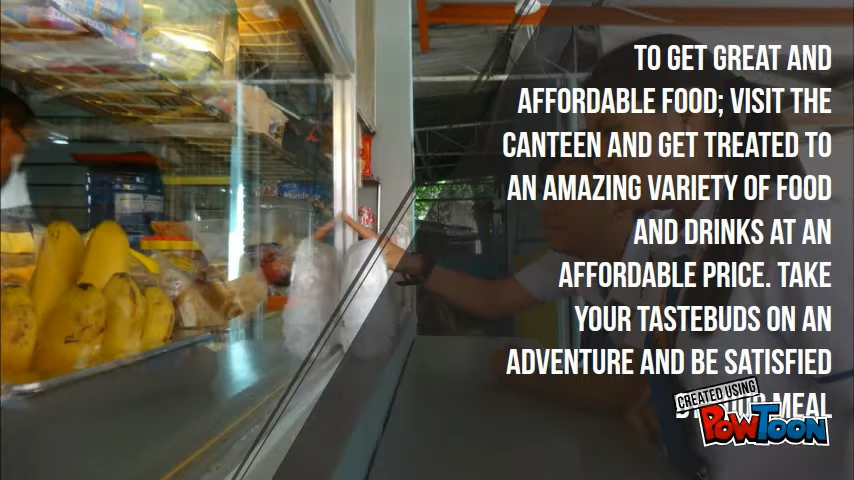 TO GET GREAT AND
AFFORDABLE FOOD; VISIT THE
CANTEEN AND GET TREATED TO
AN AMAZING VARIETY OF FOOD
AND DRINKS AT AN
AFFORDABLE PRICE. TAKE
YOUR TASTEBUDS ON AN
ADVENTURE AND BE SATISFIED
MEAL
CREATED USING
POWTOON